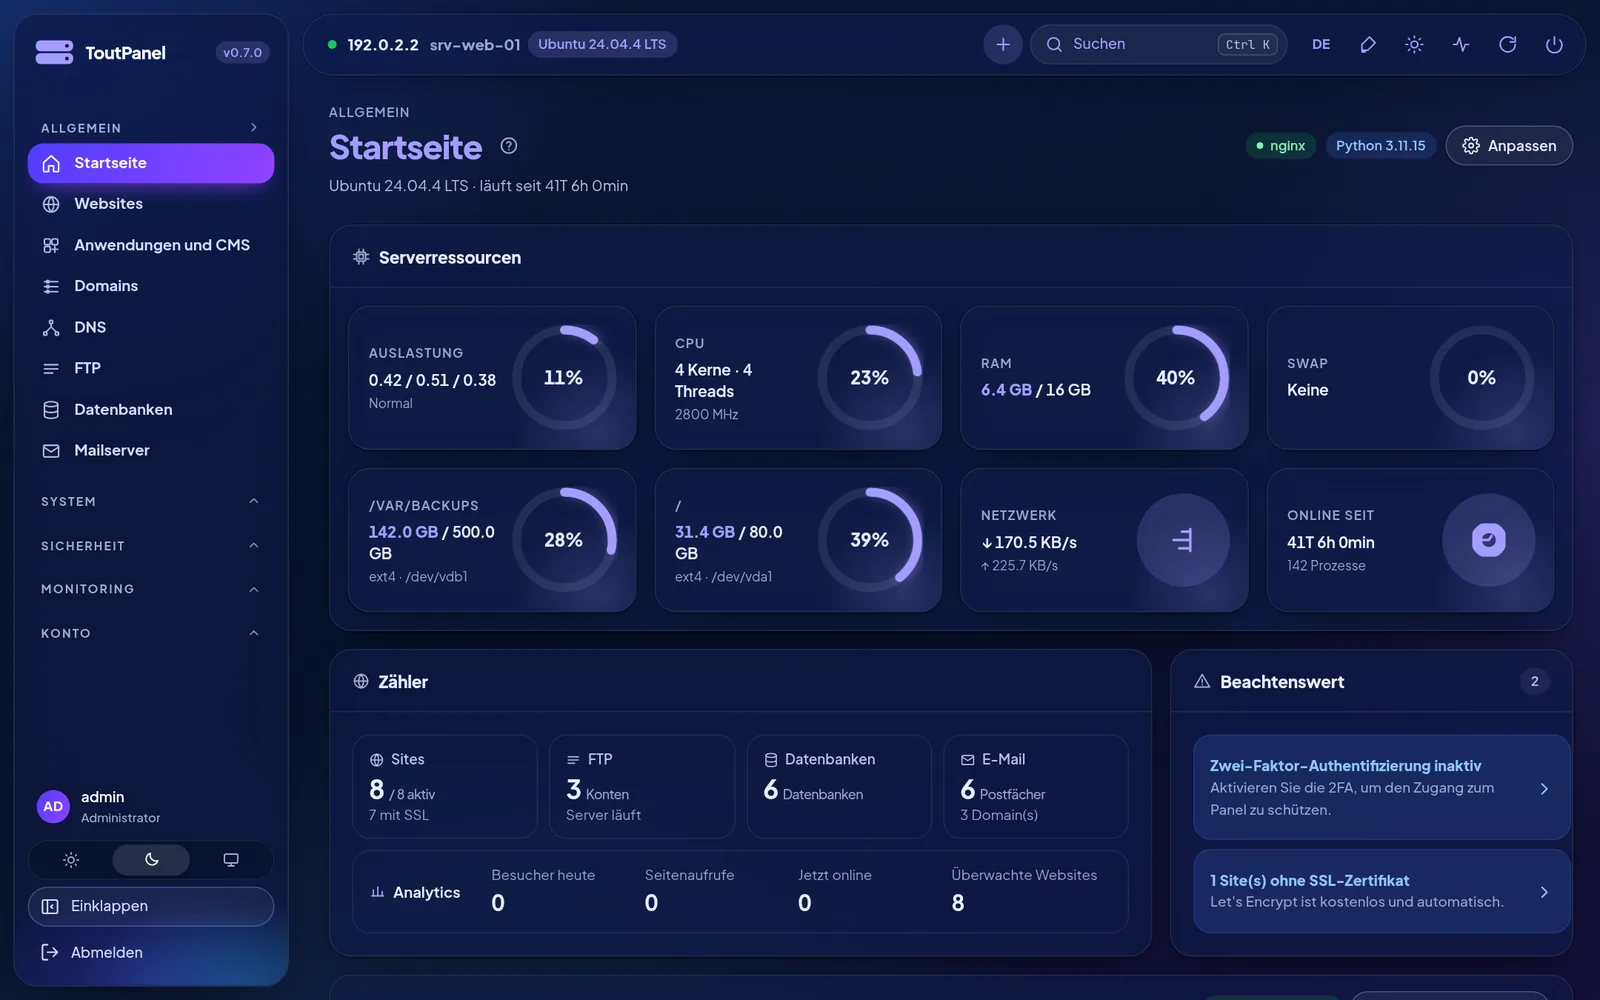 ToutPanel
v0.7.0
ALLGEMEIN
Startseite
Websites
Anwendungen und CMS
Domains
DNS
FTP
Datenbanken
Mailserver
SYSTEM
SICHERHEIT
MONITORING
KONTO
AD
admin
Administrator
Einklappen
Abmelden
192.0.2.2 srv-web-01 Ubuntu 24.04.4 LTS
Suchen Ctrl K
DE
ALLGEMEIN
Startseite
Ubuntu 24.04.4 LTS · läuft seit 41T 6h 0min
nginx
Python 3.11.15
Anpassen
Serverressourcen
AUSLASTUNG
0.42 / 0.51 / 0.38
Normal
11%
CPU
4 Kerne · 4
Threads
2800 MHz
23%
RAM
6.4 GB / 16 GB
40%
SWAP
Keine
0%
/VAR/BACKUPS
142.0 GB / 500.0
GB
ext4 · /dev/vdb1
28%
/
31.4 GB / 80.0
GB
ext4 · /dev/vda1
39%
NETZWERK
↓ 170.5 KB/s
↑ 225.7 KB/s
ONLINE SEIT
41T 6h 0min
142 Prozesse
Zähler
Sites
8 / 8 aktiv
7 mit SSL
FTP
3 Konten
Server läuft
Datenbanken
6 Datenbanken
E-Mail
6 Postfächer
3 Domain(s)
Analytics
Besucher heute
0
Seitenaufrufe
0
Jetzt online
0
Überwachte Websites
8
Beachtenswert
2
Zwei-Faktor-Authentifizierung inaktiv
Aktivieren Sie die 2FA, um den Zugang zum
Panel zu schützen.
1 Site(s) ohne SSL-Zertifikat
Let's Encrypt ist kostenlos und automatisch.